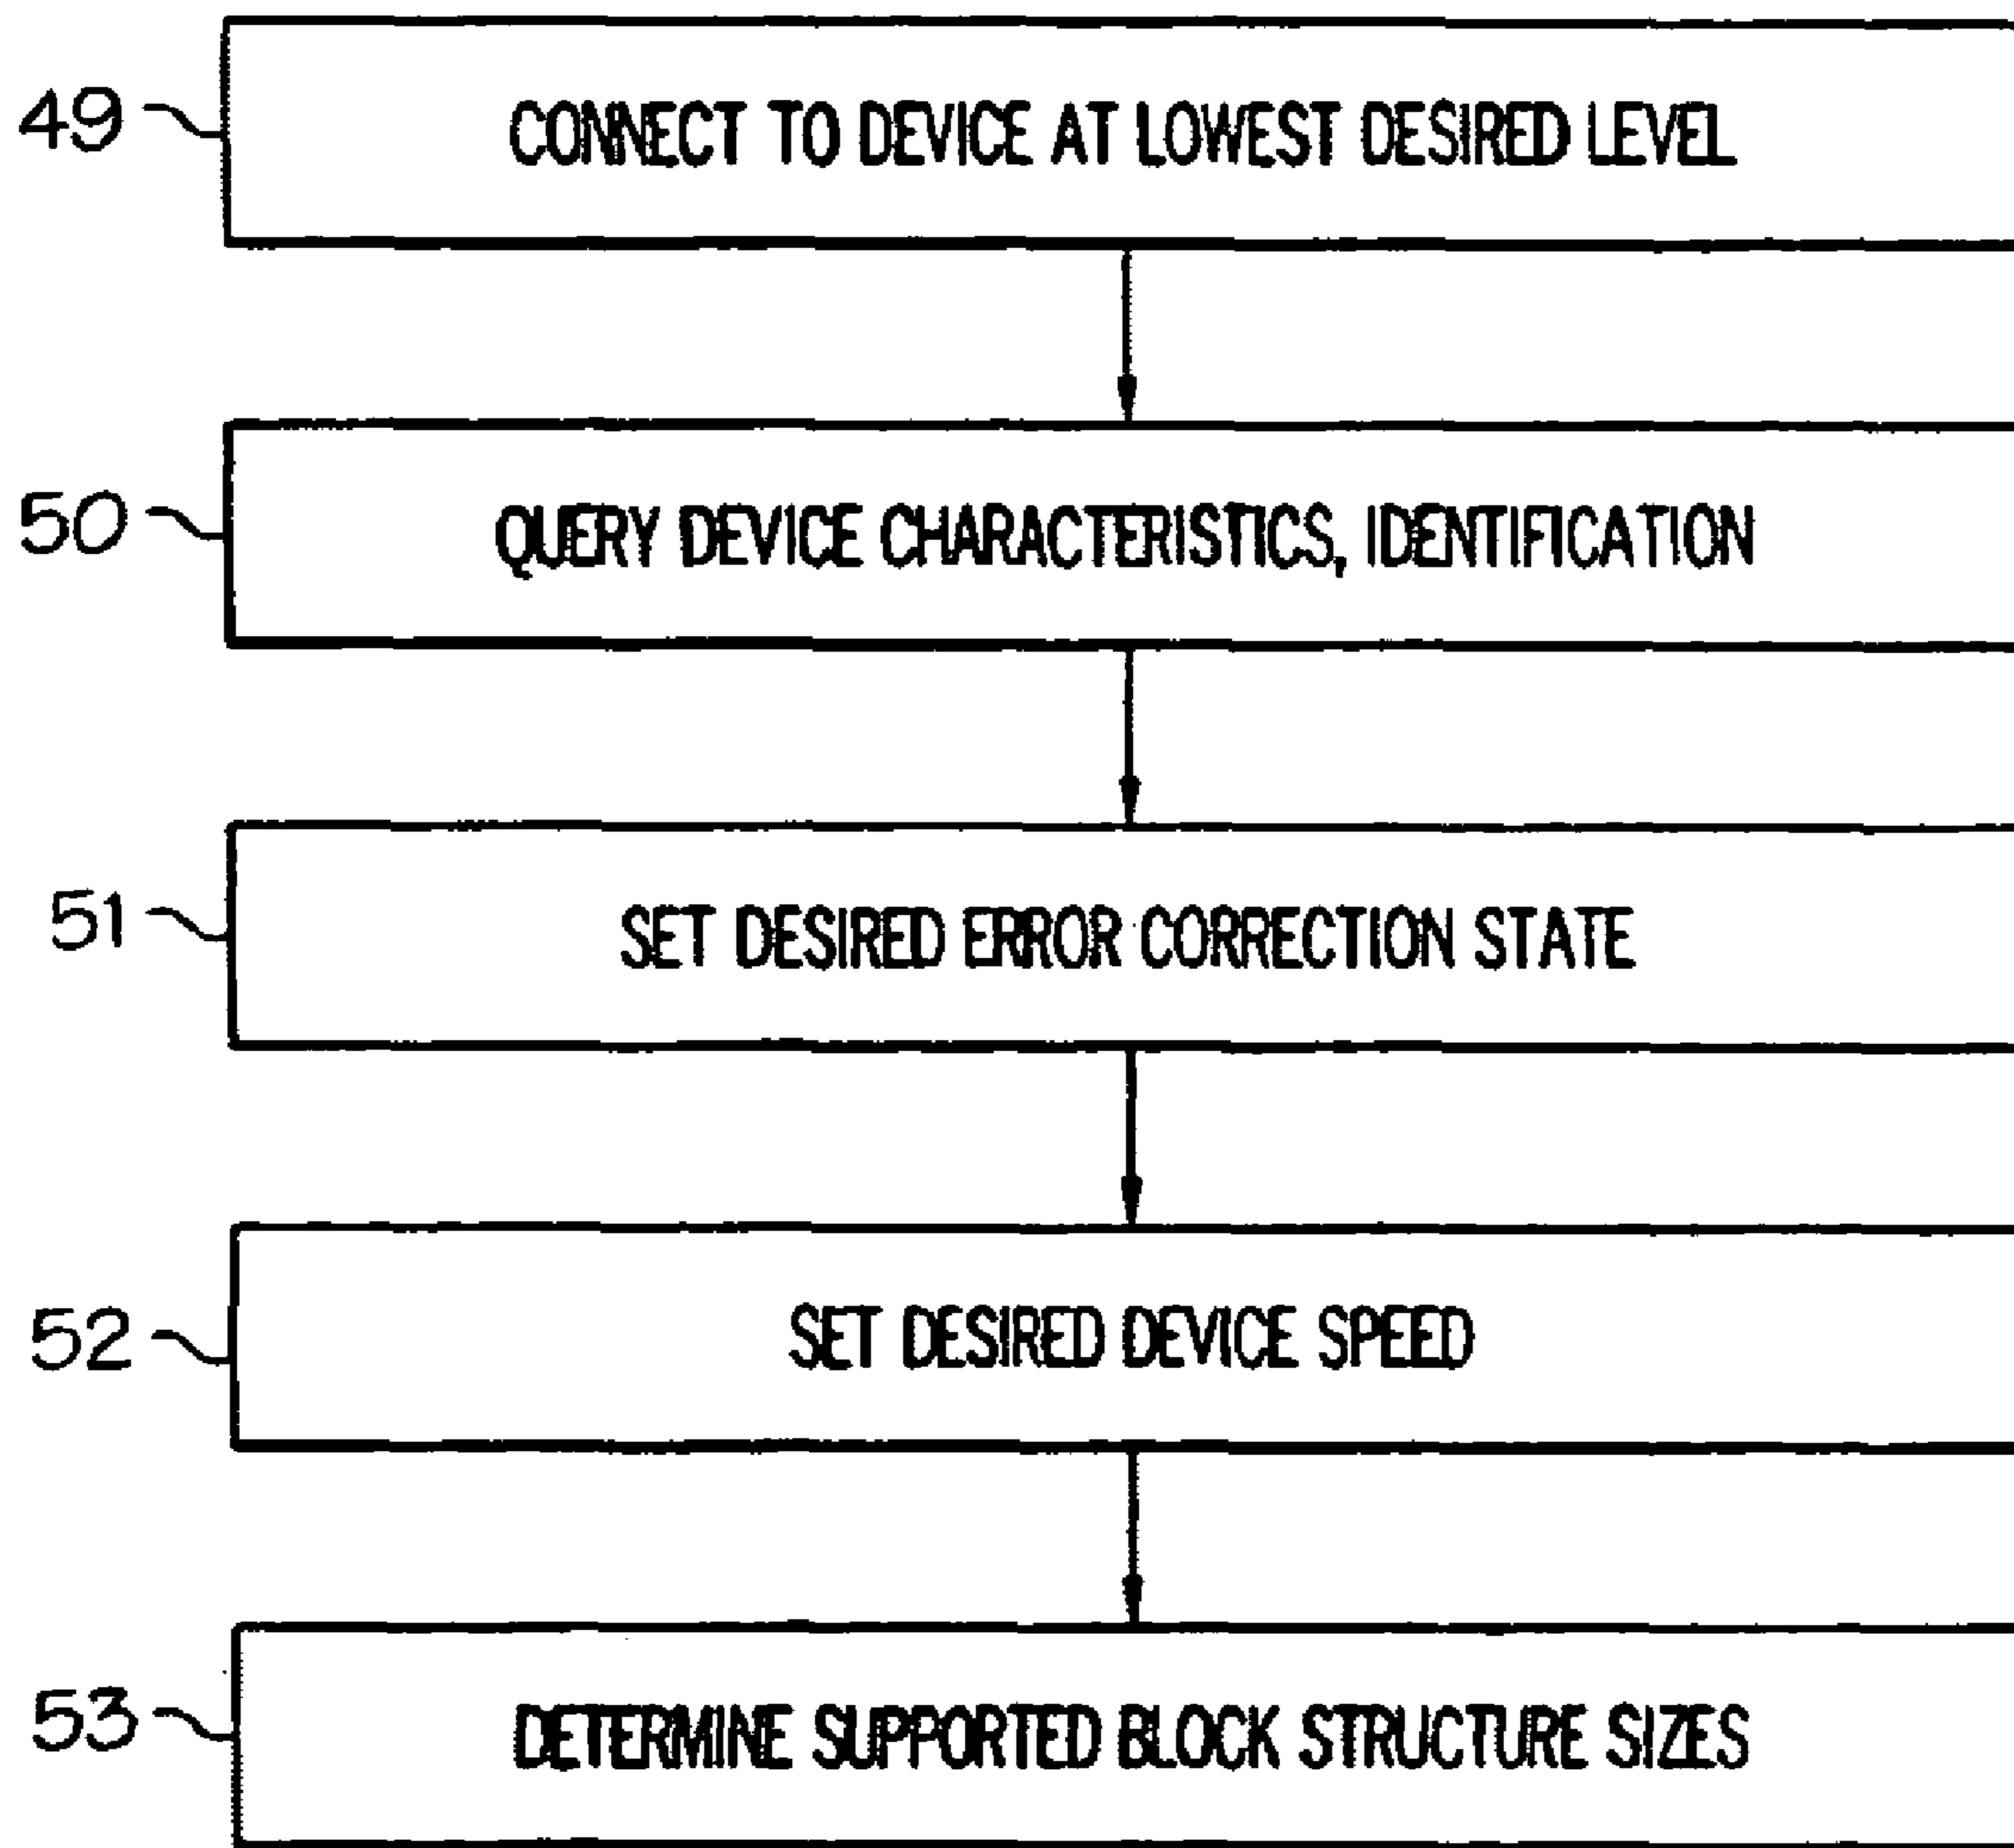 49 CONNECT TO DEVICE AT LOWEST DESIRED LEVEL
50 QUERY DEVICE CHARACTERISTICS, IDENTIFICATION
51 SET DESIRED ERROR CORRECTION STATE
52 SET DESIRED DEVICE SPEED
53 DETERMINE SUPPORTED BLOCK STRUCTURE SIZES